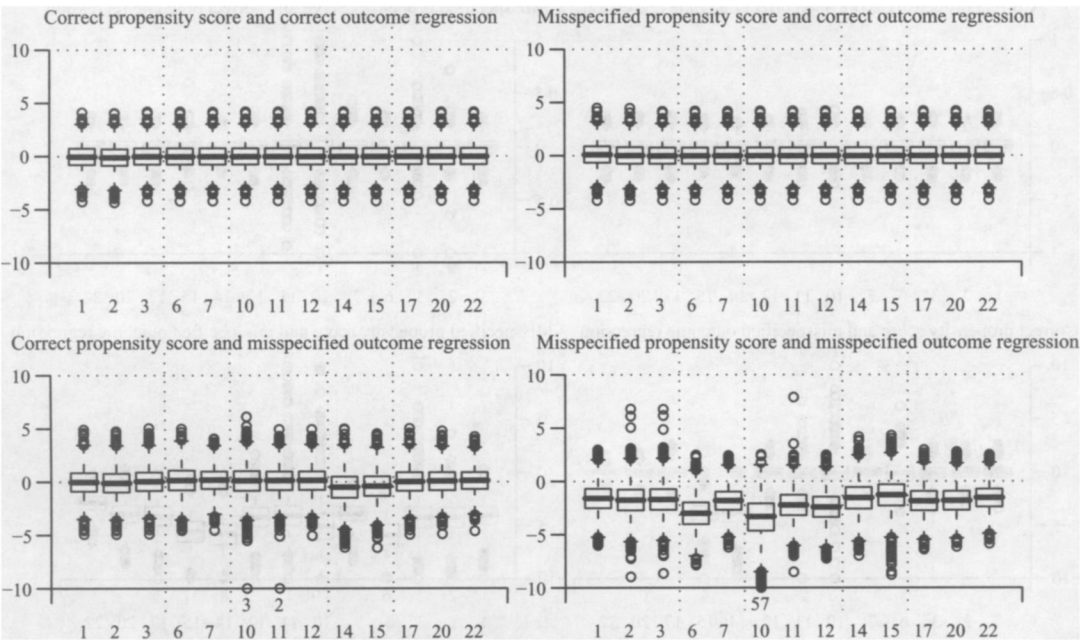 Correct propensity score and correct outcome regression
10
5
0
−5
−10
1 2 3 6 7 10 11 12 14 15 17 20 22
Misspecified propensity score and correct outcome regression
10
5
0
−5
−10
1 2 3 6 7 10 11 12 14 15 17 20 22
Correct propensity score and misspecified outcome regression
10
5
0
−5
−10
3 2
1 2 3 6 7 10 11 12 14 15 17 20 22
Misspecified propensity score and misspecified outcome regression
10
5
0
−5
−10
57
1 2 3 6 7 10 11 12 14 15 17 20 22